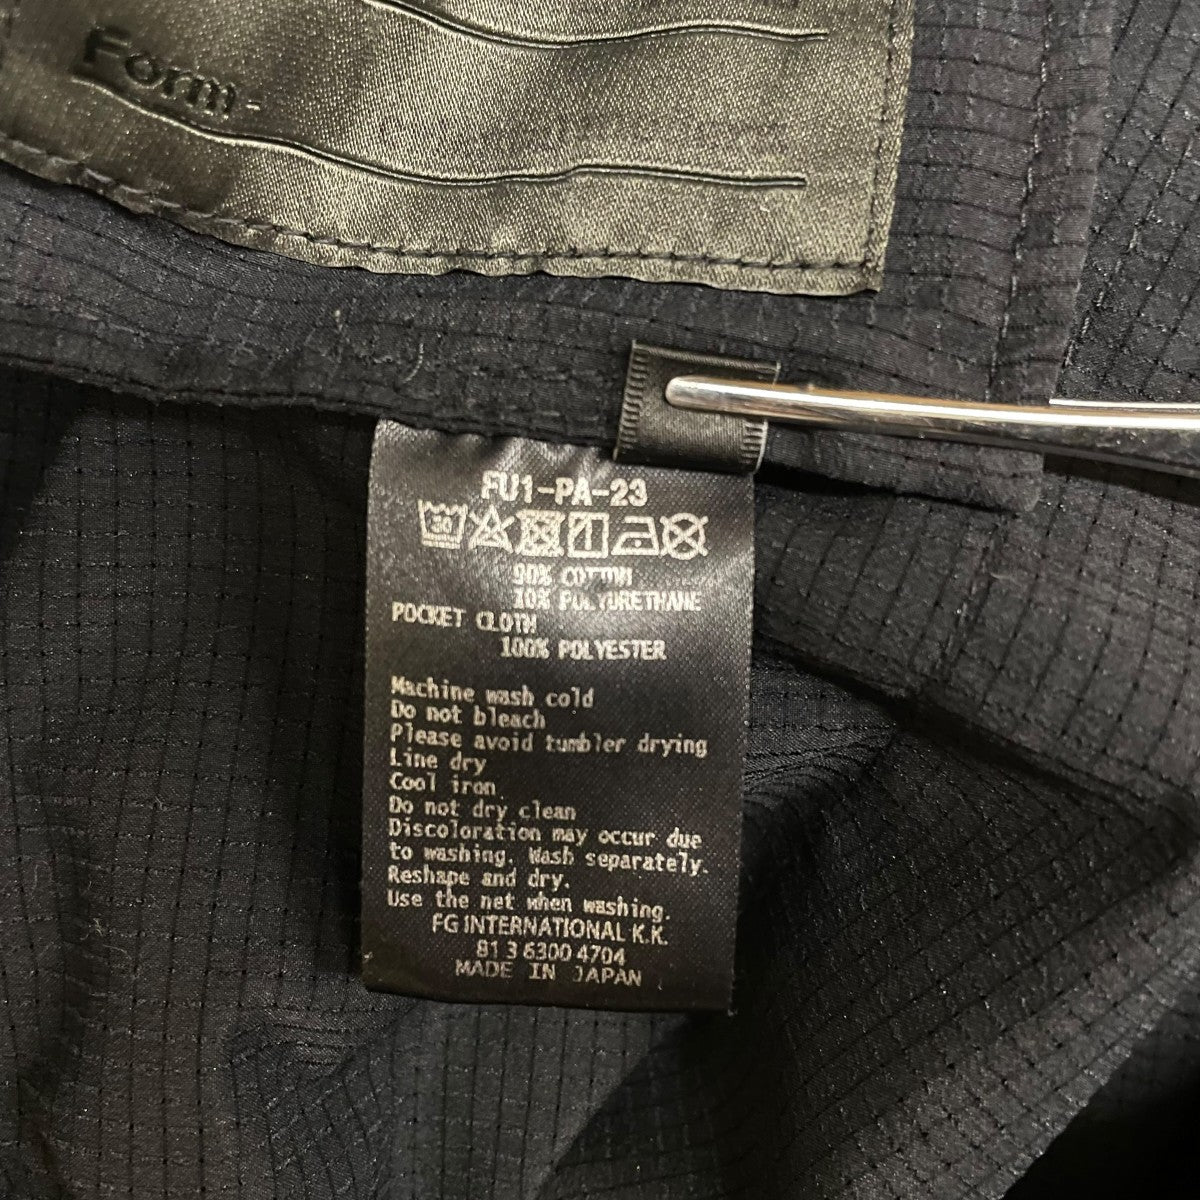 Form-
FU1-PA-23
30
90% COTTON
10% POLYURETHANE
POCKET CLOTH
100% POLYESTER
Machine wash cold
Do not bleach
Please avoid tumbler drying
Line dry
Cool iron
Do not dry clean
Discoloration may occur due
to washing. Wash separately.
Reshape and dry.
Use the net when washing.
FG INTERNATIONAL K.K.
81 3 6300 4704
MADE IN JAPAN